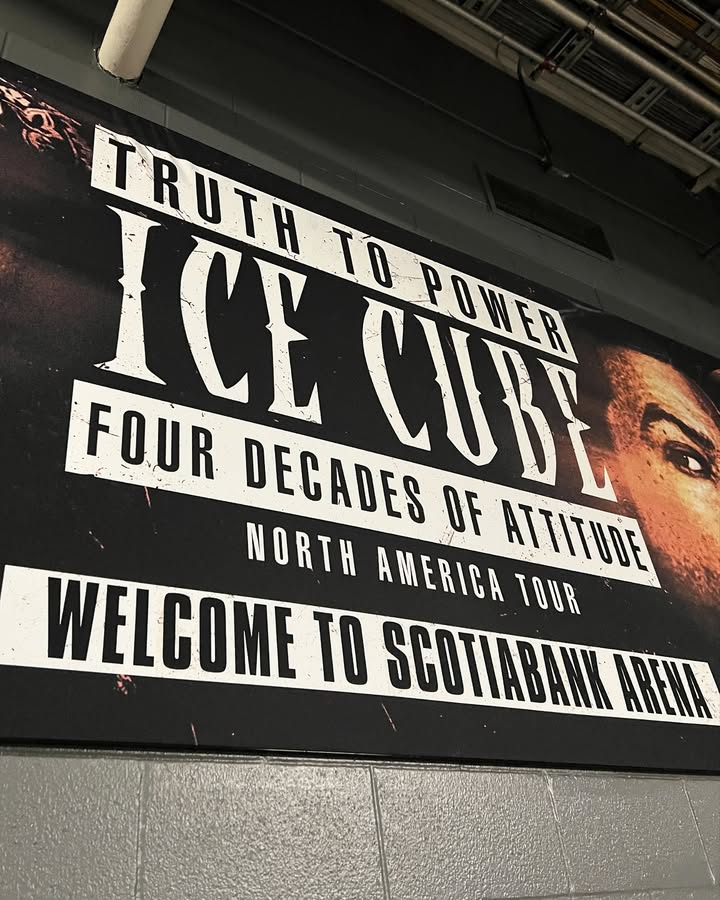 TRUTH TO POWER
ICE CUBE
FOUR DECADES OF ATTITUDE
NORTH AMERICA TOUR
WELCOME TO SCOTIABANK ARENA